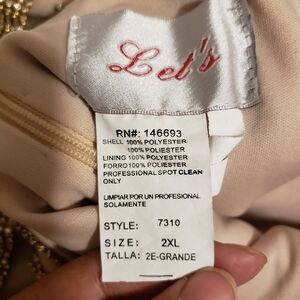 Let's
RN#: 146693
SHELL 100% POLYESTER
100% POLIESTER
LINING 100% POLYESTER
FORRO 100% POLIESTER
PROFESSIONAL SPOT CLEAN
ONLY
LIMPIAR POR UN PROFESIONAL
SOLAMENTE
STYLE: 7310
SIZE: 2XL
TALLA: 2E-GRANDE